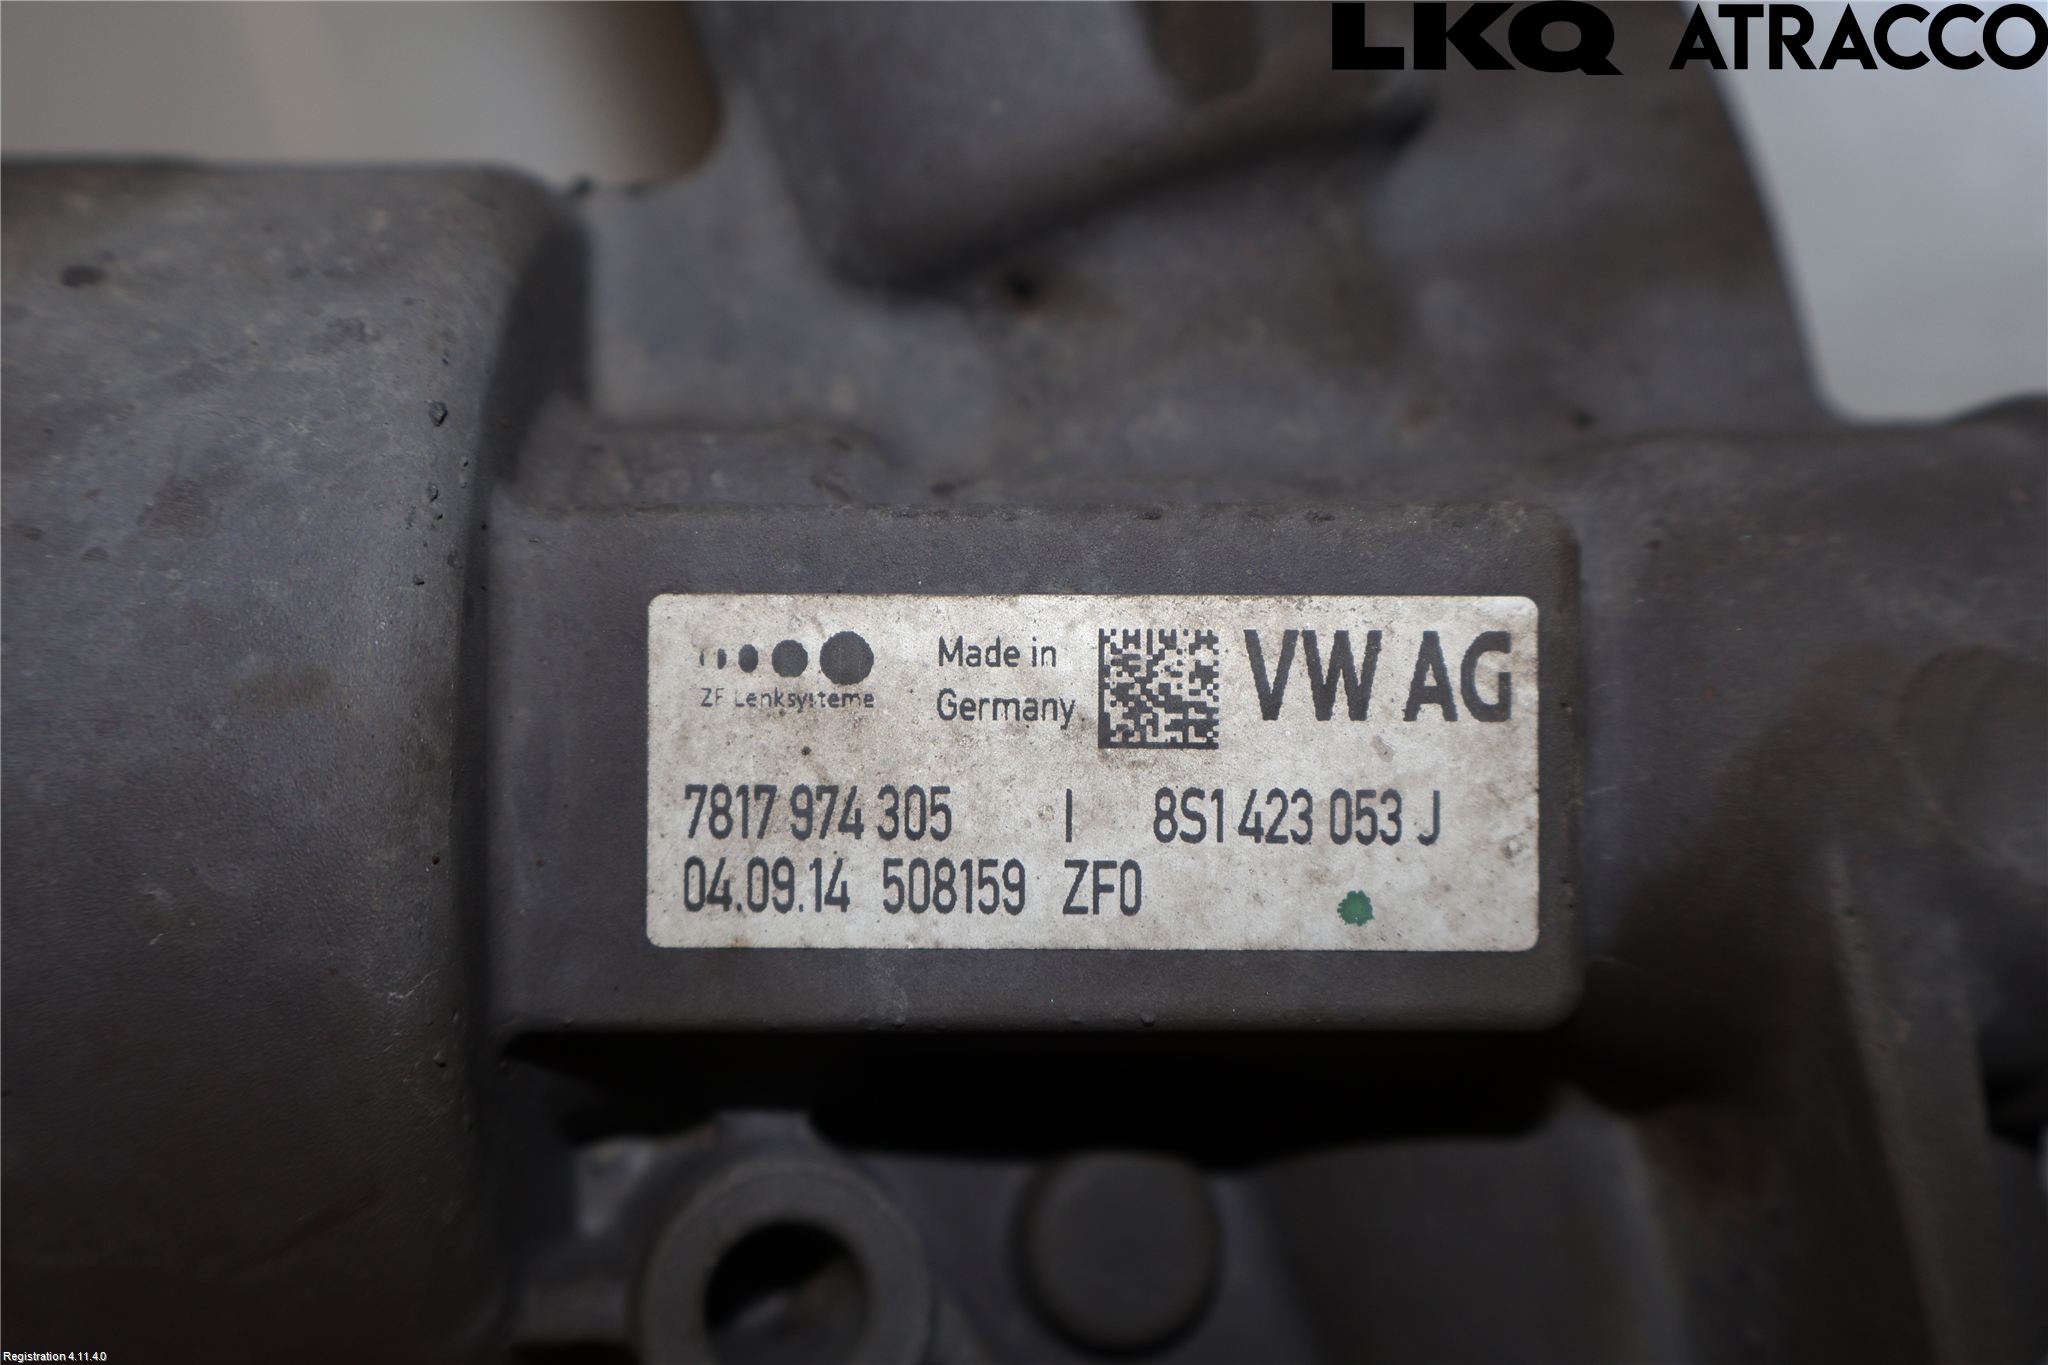 LKQ ATRACCO
ZF Lenksysteme
Made in
Germany
VW AG
7817 974 305 I 8S1 423 053 J
04.09.14 508159 ZF0
Registration 4.11.4.0